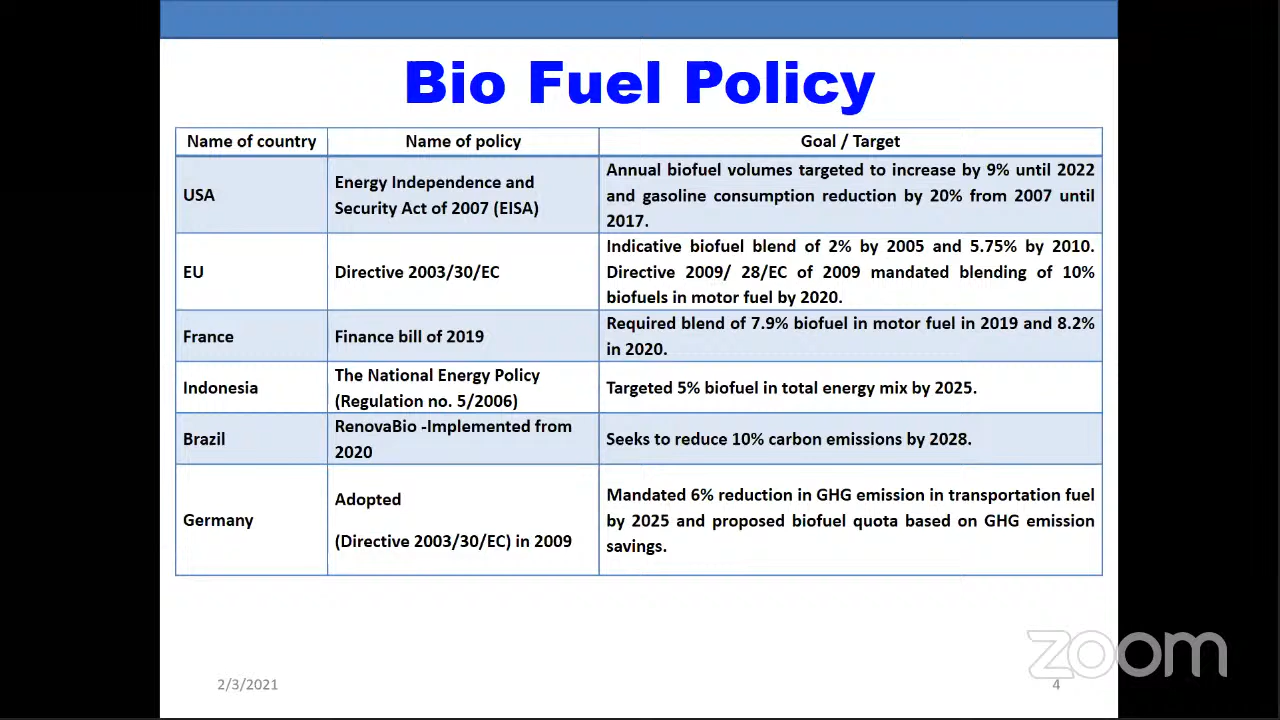 Bio Fuel Policy
Name of country
Name of policy
Goal / Target
USA
Energy Independence and
Security Act of 2007 (EISA)
Annual biofuel volumes targeted to increase by 9% until 2022
and gasoline consumption reduction by 20% from 2007 until
2017.
EU
Directive 2003/30/EC
Indicative biofuel blend of 2% by 2005 and 5.75% by 2010.
Directive 2009/ 28/EC of 2009 mandated blending of 10%
biofuels in motor fuel by 2020.
France
Finance bill of 2019
Required blend of 7.9% biofuel in motor fuel in 2019 and 8.2%
in 2020.
Indonesia
The National Energy Policy
(Regulation no. 5/2006)
Targeted 5% biofuel in total energy mix by 2025.
Brazil
RenovaBio -Implemented from
2020
Seeks to reduce 10% carbon emissions by 2028.
Germany
Adopted
(Directive 2003/30/EC) in 2009
Mandated 6% reduction in GHG emission in transportation fuel
by 2025 and proposed biofuel quota based on GHG emission
savings.
zoom
2/3/2021
4